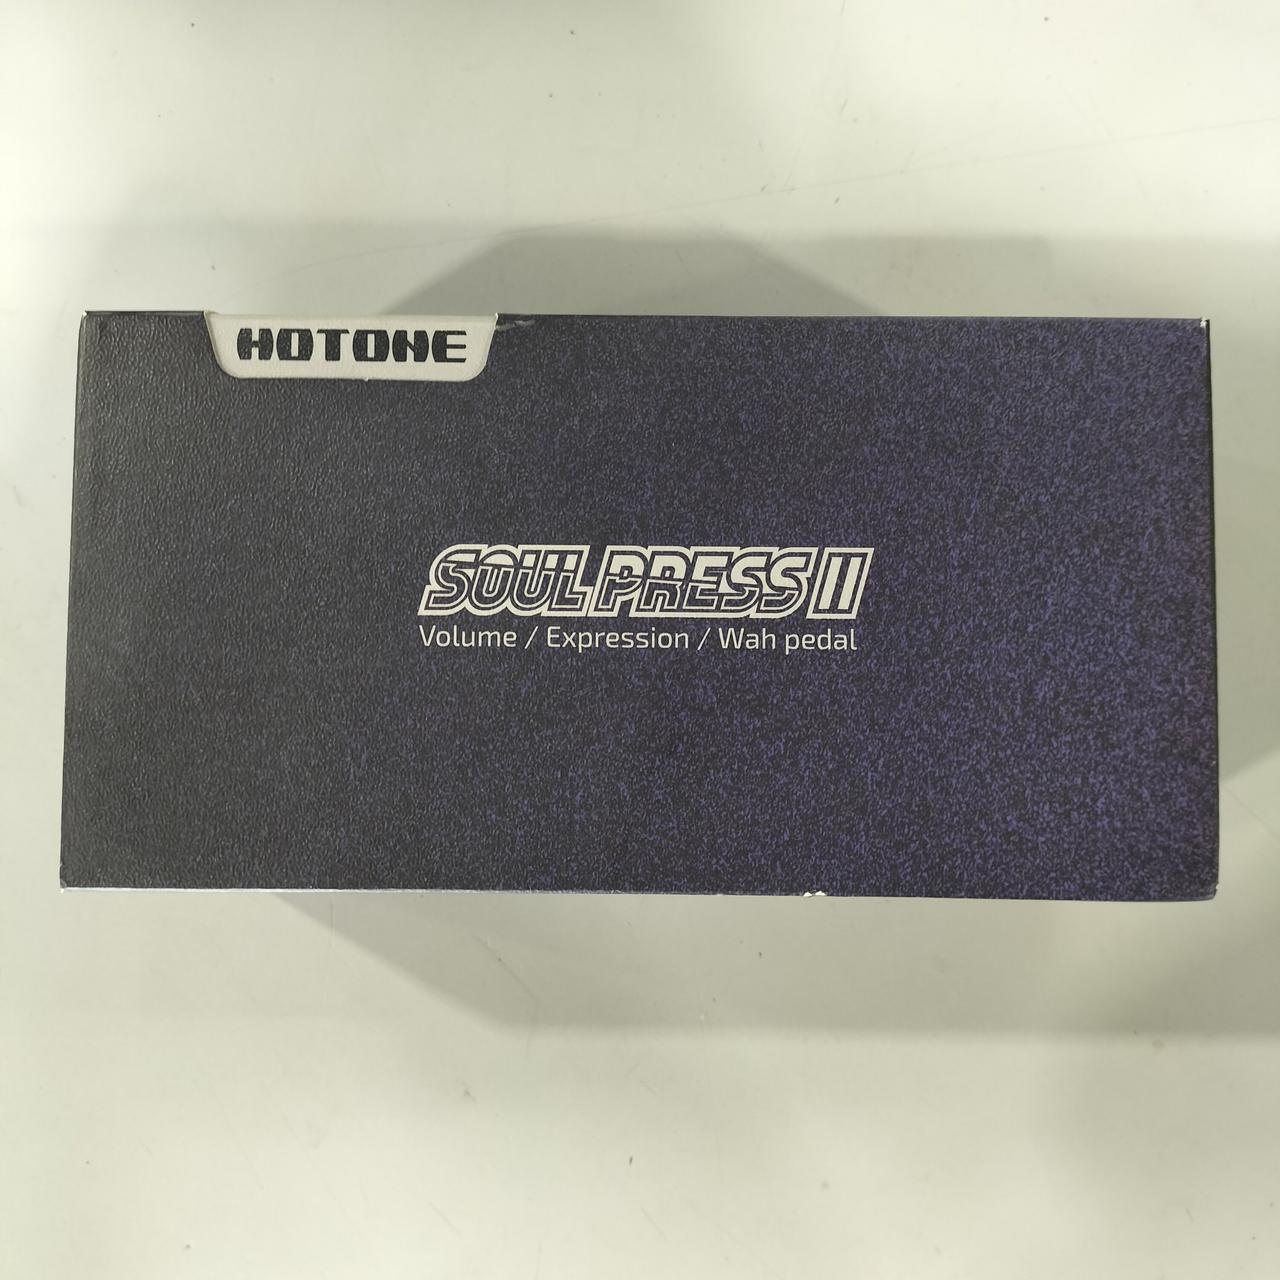 HOTONE
SOUL PRESS II
Volume / Expression / Wah pedal